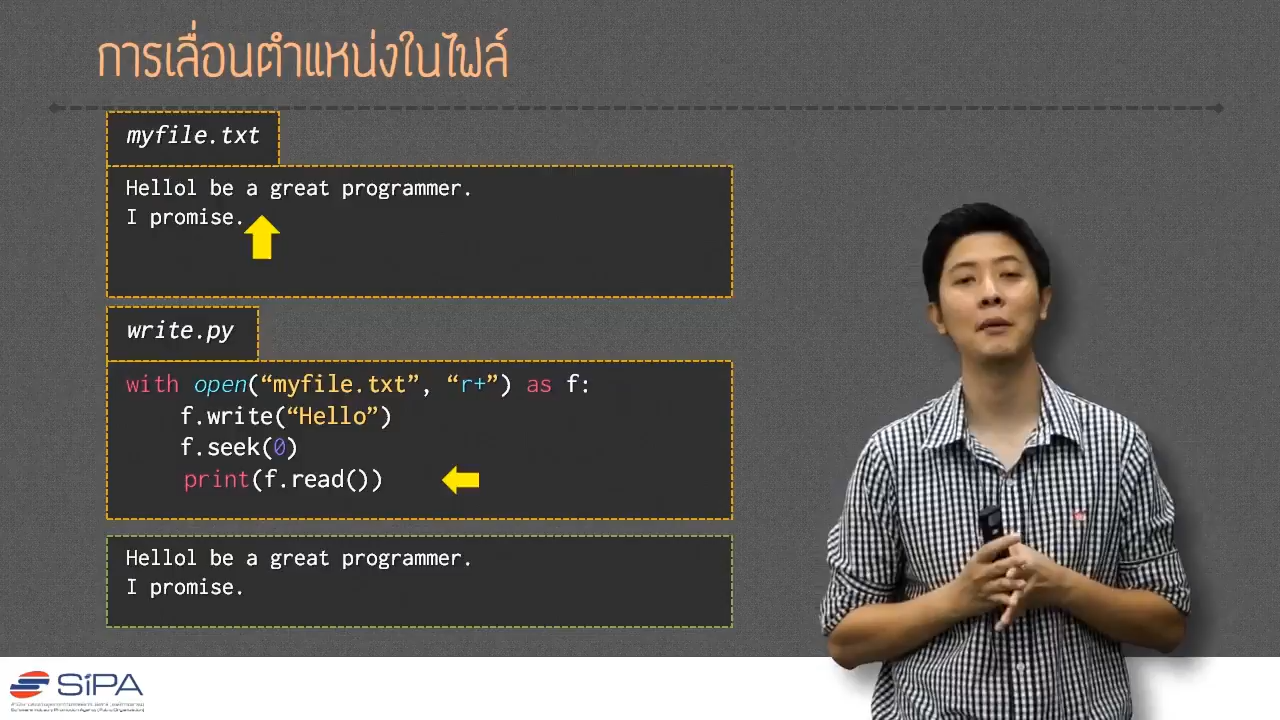 การเลื่อนตำแหน่งในไฟล์
myfile.txt
Hellol be a great programmer.
I promise.
write.py
with open(“myfile.txt”, “r+”) as f:
f.write(“Hello”)
f.seek(0)
print(f.read())
Hellol be a great programmer.
I promise.
SiPA